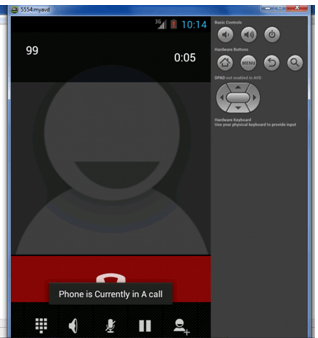 5554:myavd
3G 10:14
99
0:05
Phone is Currently in A call
Basic Controls
Hardware Buttons
MENU
DPAD not enabled in AVD
Hardware Keyboard
Use your physical keyboard to provide input